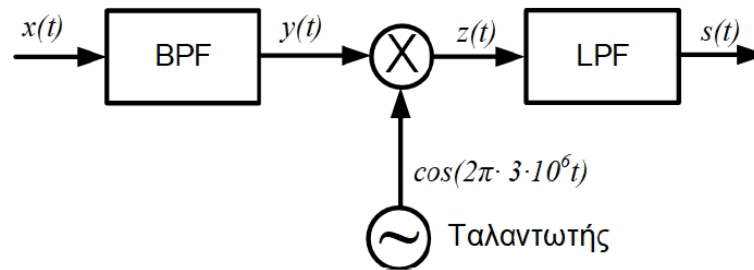 x(t)
BPF
y(t)
X
z(t)
LPF
s(t)
cos(2π· 3·10⁶t)
~
Ταλαντωτής